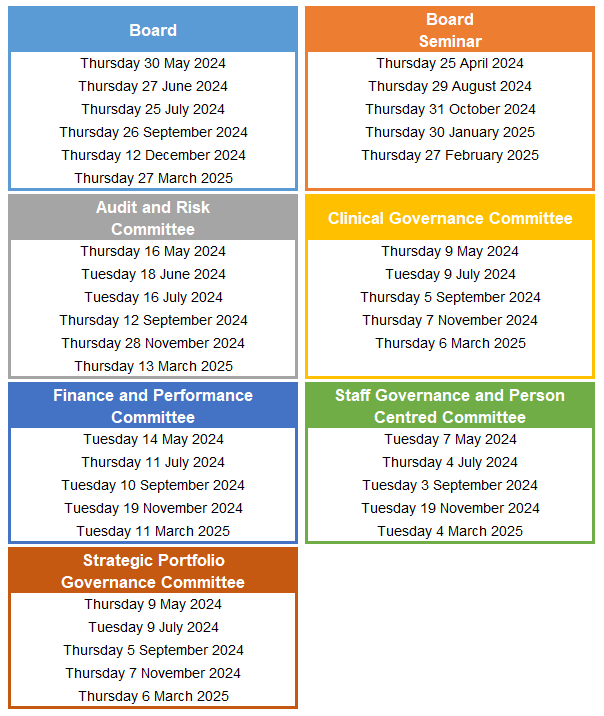 Board
Thursday 30 May 2024
Thursday 27 June 2024
Thursday 25 July 2024
Thursday 26 September 2024
Thursday 12 December 2024
Thursday 27 March 2025
Board
Seminar
Thursday 25 April 2024
Thursday 29 August 2024
Thursday 31 October 2024
Thursday 30 January 2025
Thursday 27 February 2025
Audit and Risk
Committee
Thursday 16 May 2024
Tuesday 18 June 2024
Tuesday 16 July 2024
Thursday 12 September 2024
Thursday 28 November 2024
Thursday 13 March 2025
Clinical Governance Committee
Thursday 9 May 2024
Tuesday 9 July 2024
Thursday 5 September 2024
Thursday 7 November 2024
Thursday 6 March 2025
Finance and Performance
Committee
Tuesday 14 May 2024
Thursday 11 July 2024
Tuesday 10 September 2024
Tuesday 19 November 2024
Tuesday 11 March 2025
Staff Governance and Person
Centred Committee
Tuesday 7 May 2024
Thursday 4 July 2024
Tuesday 3 September 2024
Tuesday 19 November 2024
Tuesday 4 March 2025
Strategic Portfolio
Governance Committee
Thursday 9 May 2024
Tuesday 9 July 2024
Thursday 5 September 2024
Thursday 7 November 2024
Thursday 6 March 2025